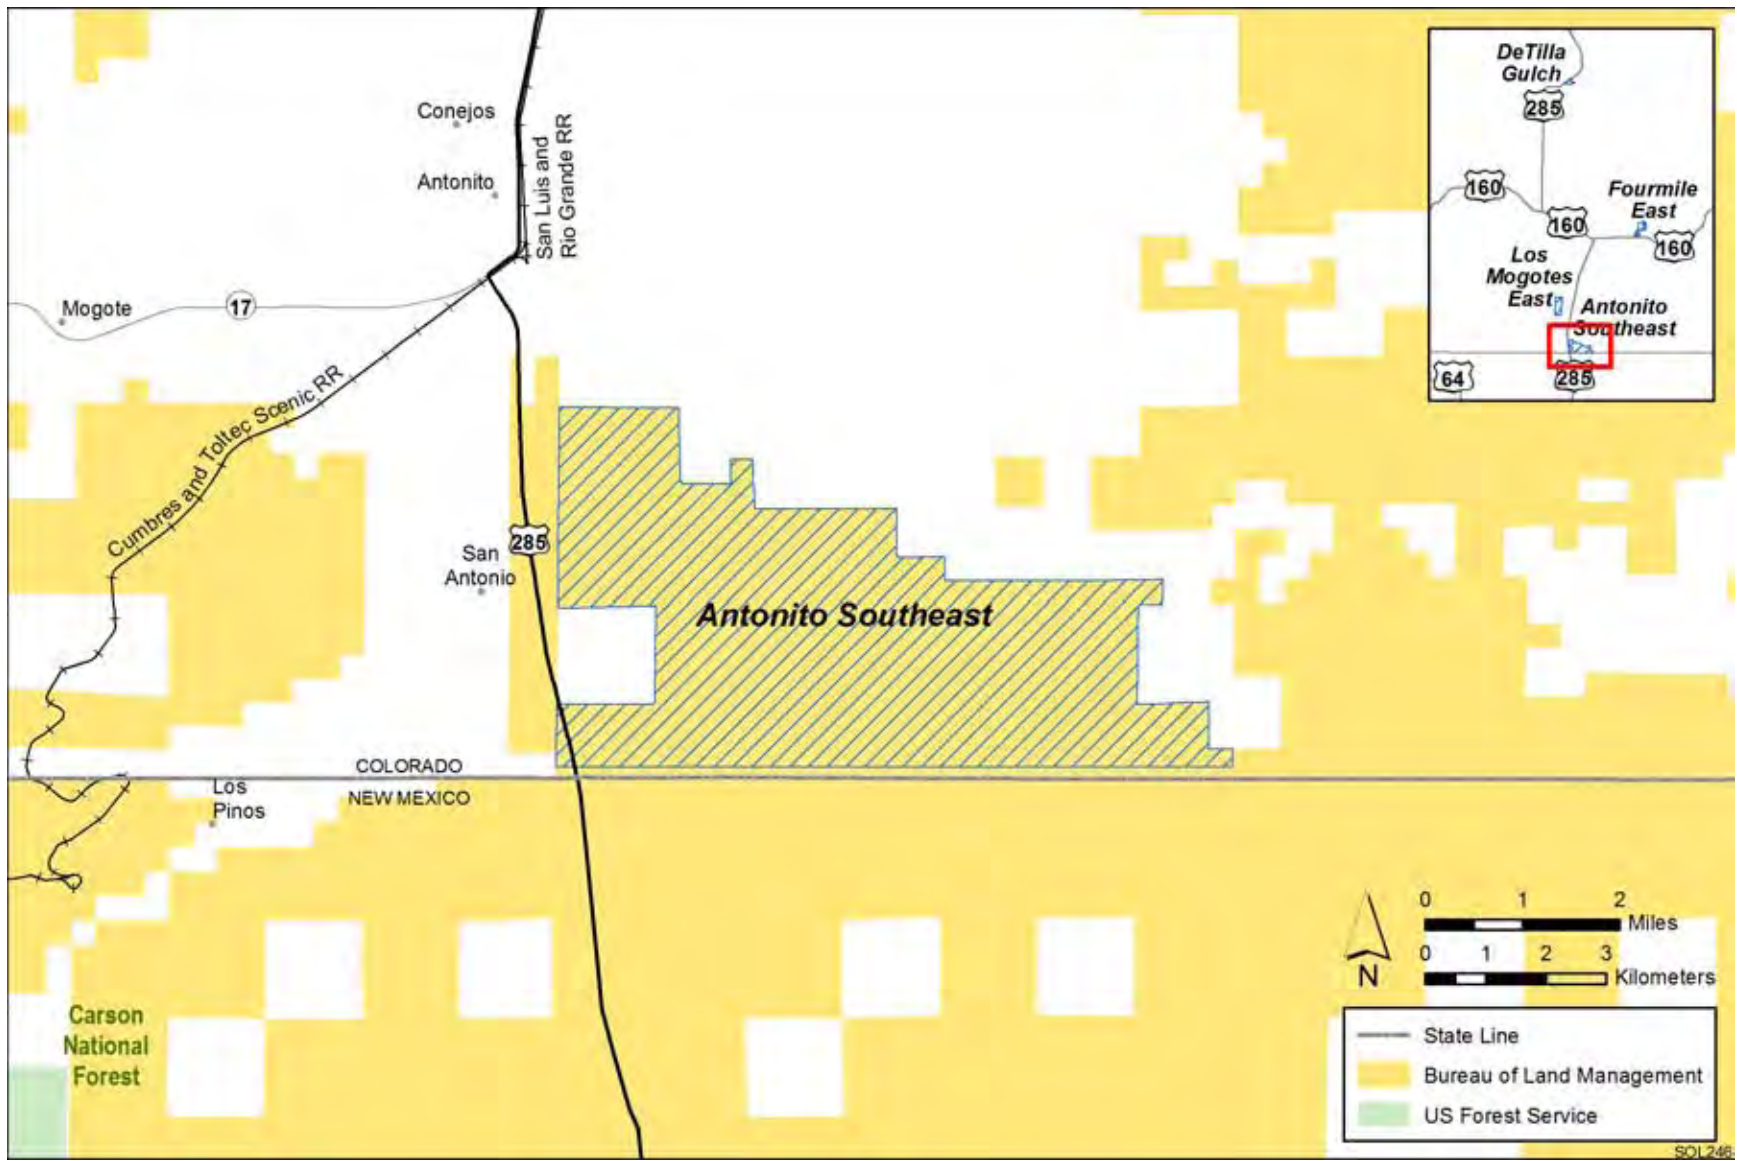 Conejos
Antonito
San Luis and
Rio Grande RR
Mogote
17
Cumbres and Toltec Scenic RR
285
San
Antonio
Antonito Southeast
COLORADO
NEW MEXICO
Los
Pinos
Carson
National
Forest
DeTilla
Gulch
285
160
Fourmile
East
160
160
Los
Mogotes
East
Antonito
Southeast
64
285
0 1 2
Miles
0 1 2 3
Kilometers
N
State Line
Bureau of Land Management
US Forest Service
SOL246